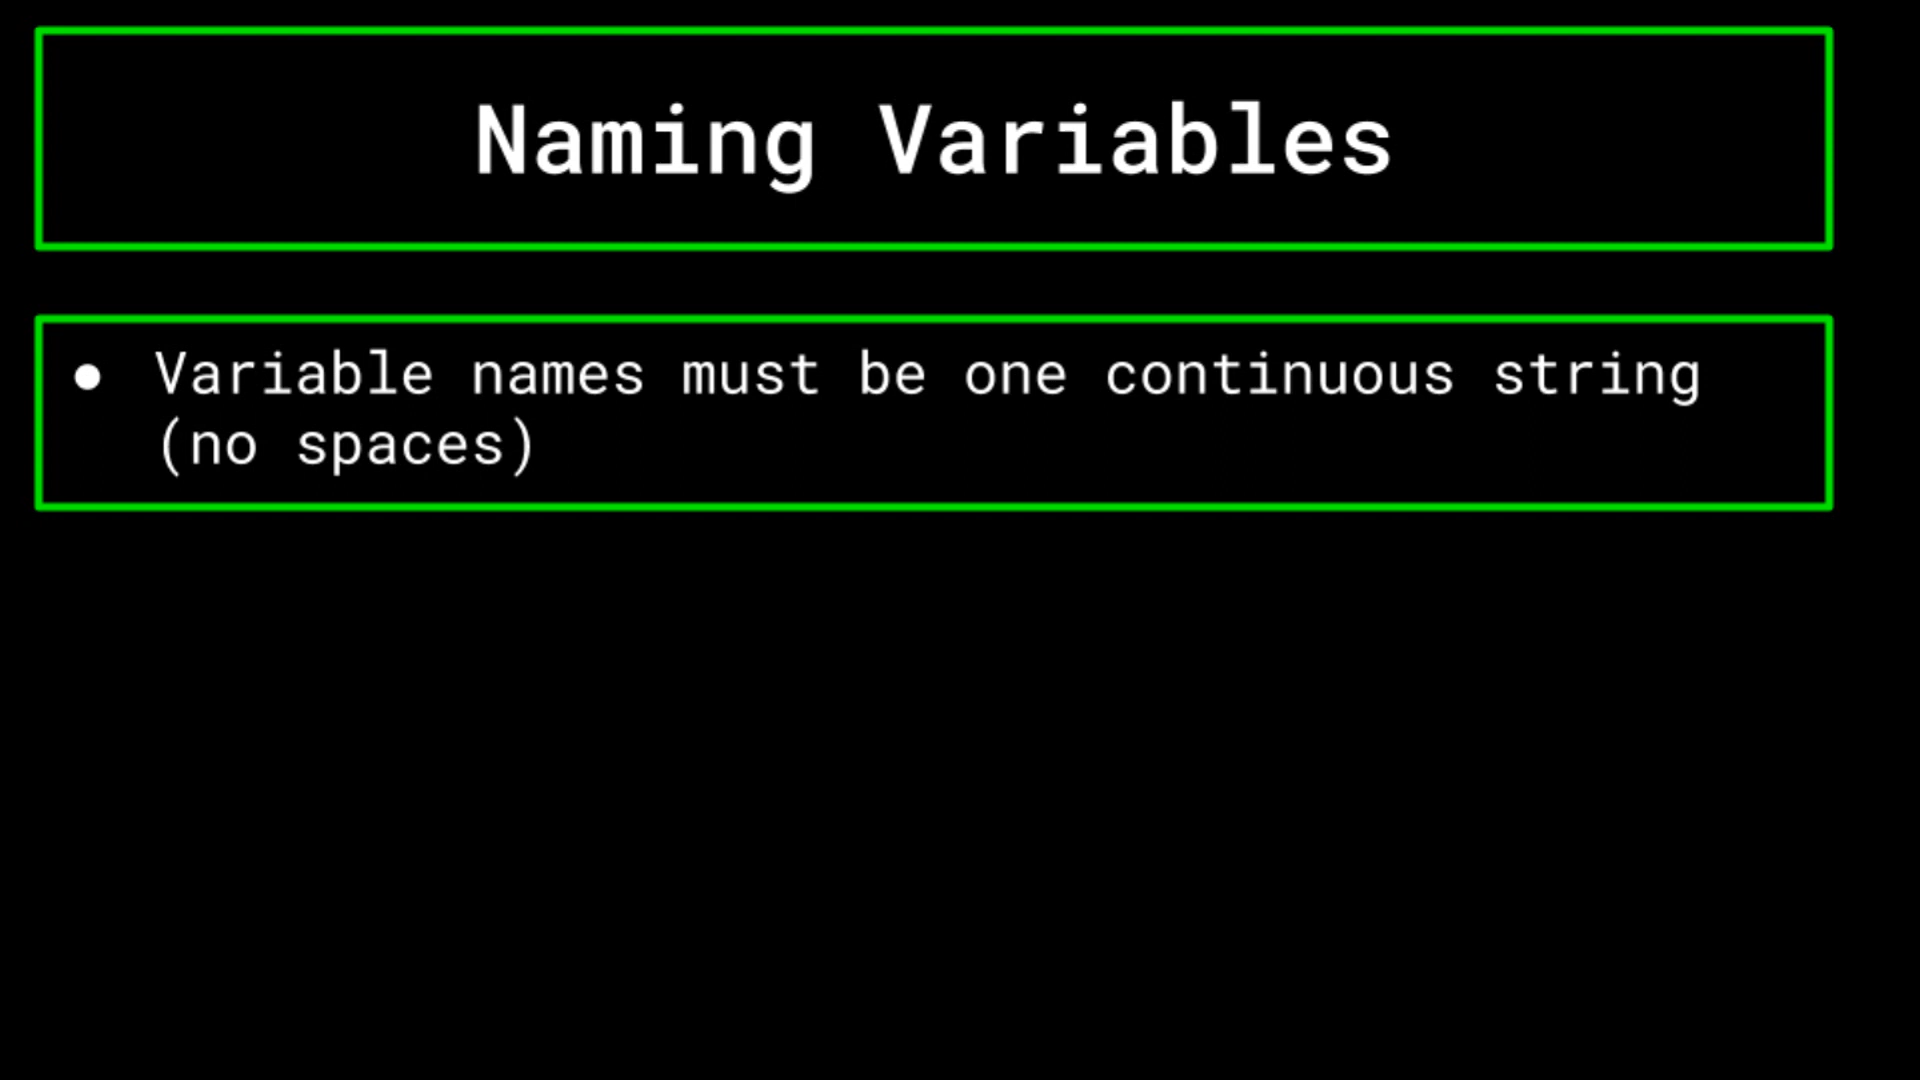 Naming Variables
● Variable names must be one continuous string
(no spaces)